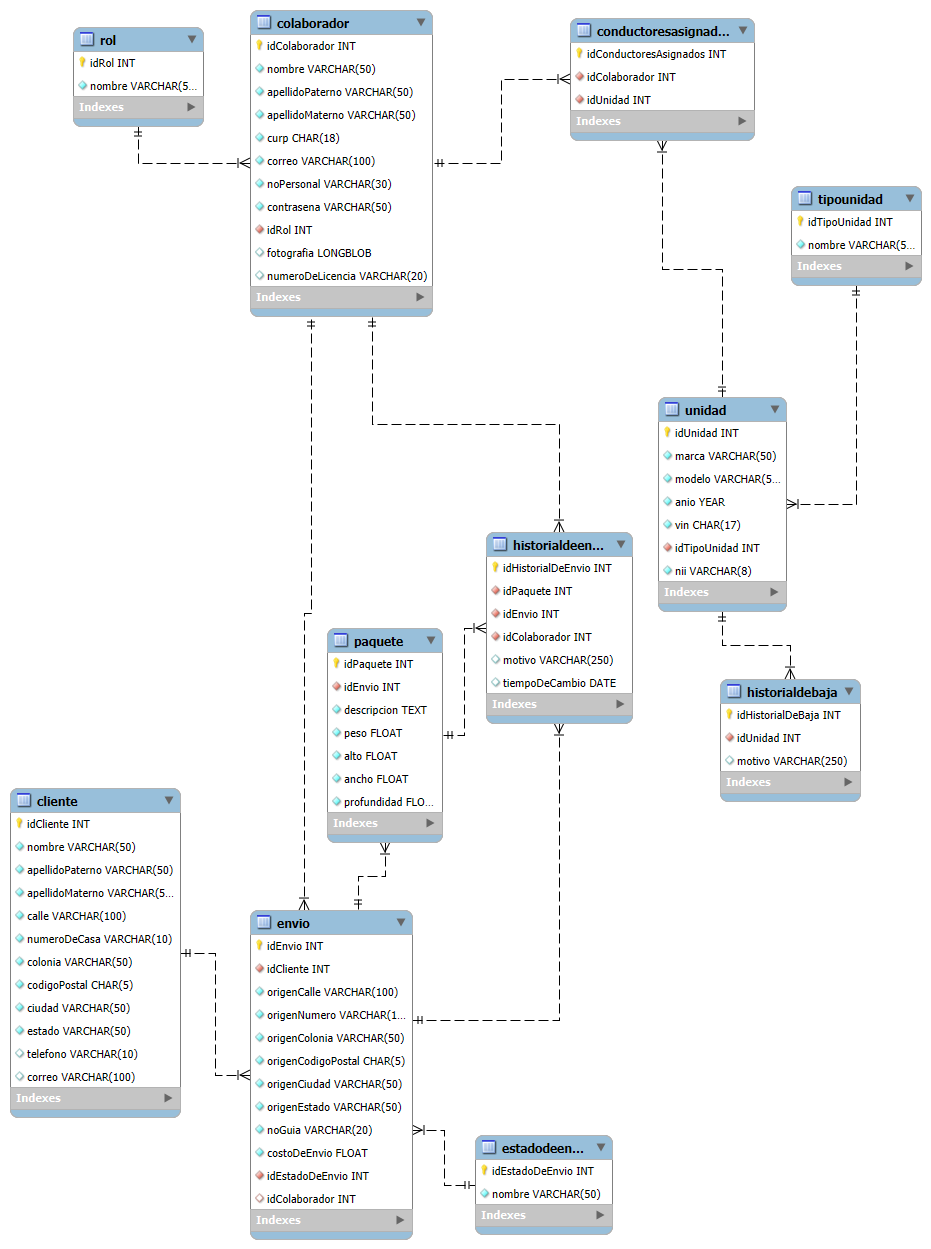 rol
idRol INT
nombre VARCHAR(5...
Indexes
colaborador
idColaborador INT
nombre VARCHAR(50)
apellidoPaterno VARCHAR(50)
apellidoMaterno VARCHAR(50)
curp CHAR(18)
correo VARCHAR(100)
noPersonal VARCHAR(30)
contrasena VARCHAR(50)
idRol INT
fotografia LONGBLOB
numeroDeLicencia VARCHAR(20)
Indexes
conductoresasignad...
idConductoresAsignados INT
idColaborador INT
idUnidad INT
Indexes
tipounidad
idTipoUnidad INT
nombre VARCHAR(5...
Indexes
unidad
idUnidad INT
marca VARCHAR(50)
modelo VARCHAR(5...
anio YEAR
vin CHAR(17)
idTipoUnidad INT
nii VARCHAR(8)
Indexes
historialdeen...
idHistorialDeEnvio INT
idPaquete INT
idEnvio INT
idColaborador INT
motivo VARCHAR(250)
tiempoDeCambio DATE
Indexes
paquete
idPaquete INT
idEnvio INT
descripcion TEXT
peso FLOAT
alto FLOAT
ancho FLOAT
profundidad FLO...
Indexes
historialdebaja
idHistorialDeBaja INT
idUnidad INT
motivo VARCHAR(250)
Indexes
cliente
idCliente INT
nombre VARCHAR(50)
apellidoPaterno VARCHAR(50)
apellidoMaterno VARCHAR(5...
calle VARCHAR(100)
numeroDeCasa VARCHAR(10)
colonia VARCHAR(50)
codigoPostal CHAR(5)
ciudad VARCHAR(50)
estado VARCHAR(50)
telefono VARCHAR(10)
correo VARCHAR(100)
Indexes
envio
idEnvio INT
idCliente INT
origenCalle VARCHAR(100)
origenNumero VARCHAR(1...
origenColonia VARCHAR(50)
origenCodigoPostal CHAR(5)
origenCiudad VARCHAR(50)
origenEstado VARCHAR(50)
noGuia VARCHAR(20)
costoDeEnvio FLOAT
idEstadoDeEnvio INT
idColaborador INT
Indexes
estadodeen...
idEstadoDeEnvio INT
nombre VARCHAR(50)
Indexes